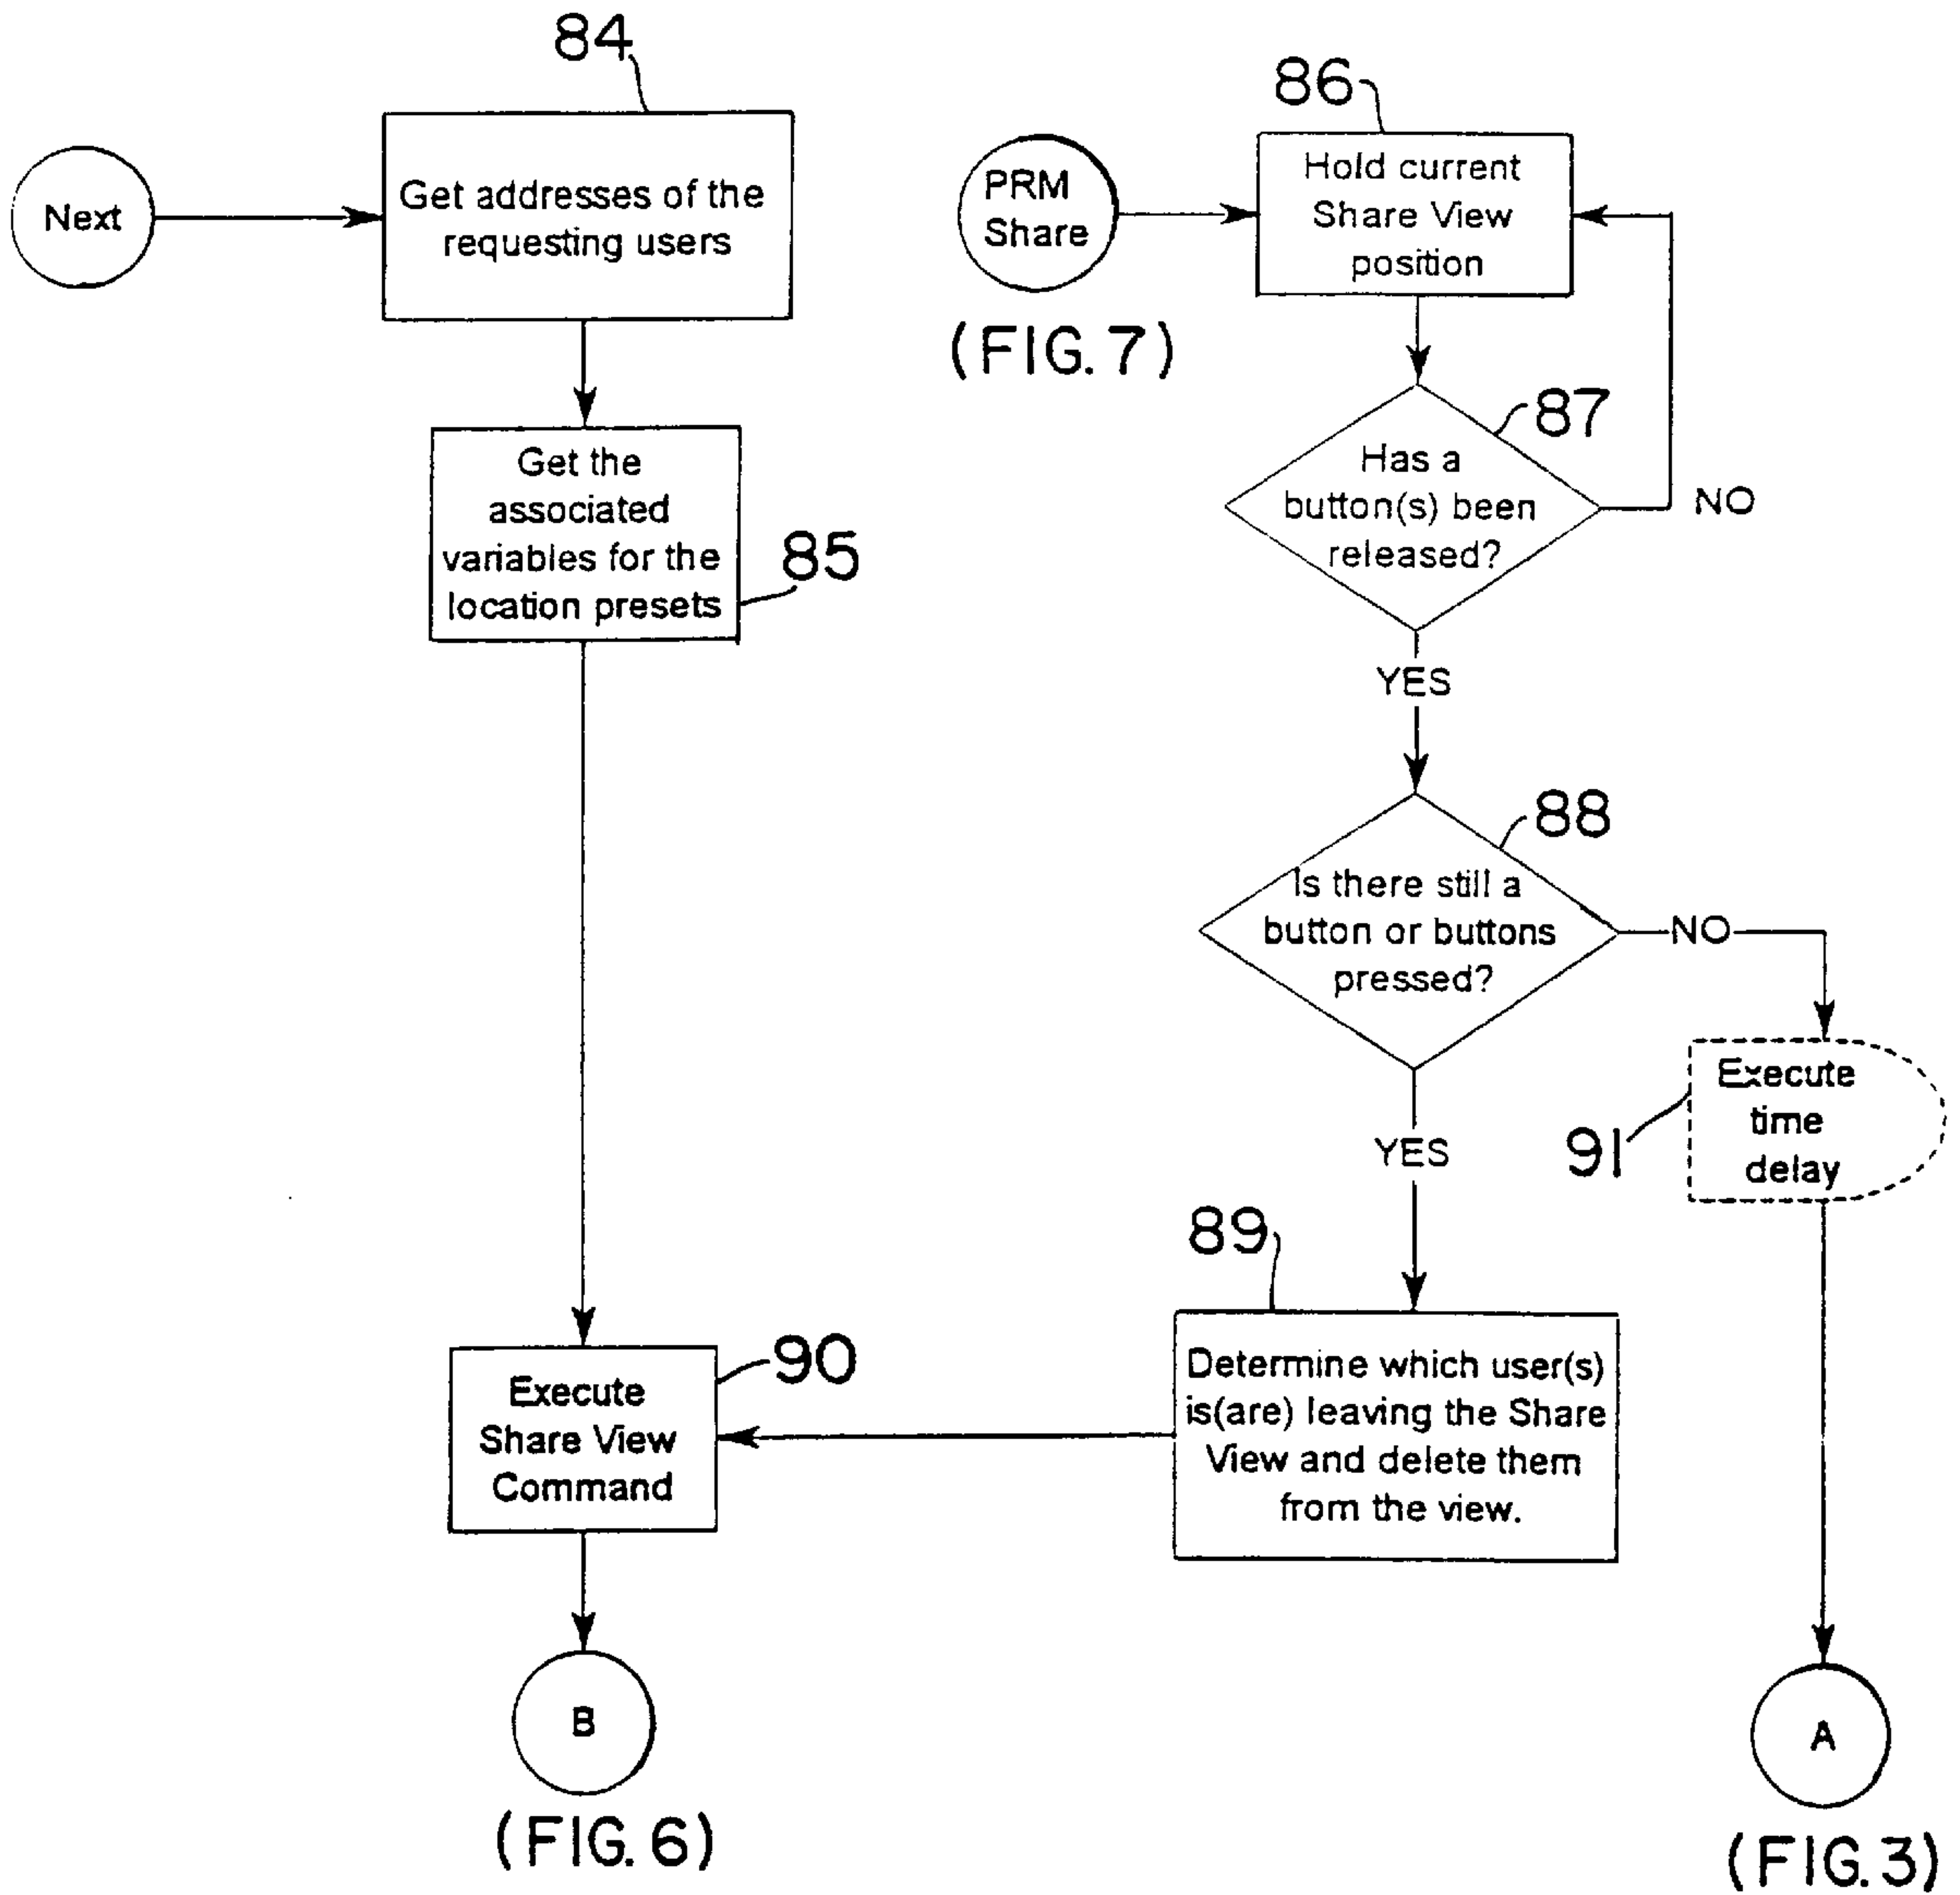 84
Next
Get addresses of the
requesting users
Get the
associated
variables for the
location presets
85
86
PRM
Share
(FIG. 7)
Hold current
Share View
position
87
Has a
button(s) been
released?
NO
YES
88
Is there still a
button or buttons
pressed?
NO
YES
Execute
time
delay
91
89
Determine which user(s)
is(are) leaving the Share
View and delete them
from the view.
90
Execute
Share View
Command
B
(FIG. 6)
A
(FIG. 3)